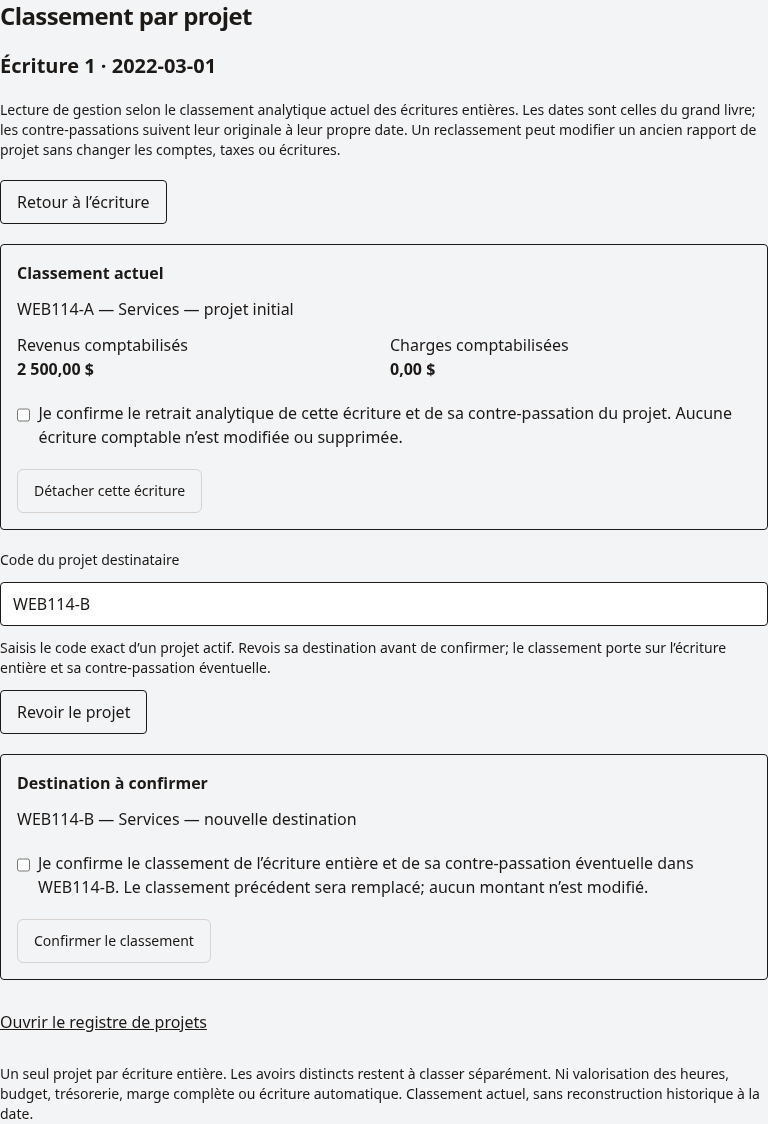 Classement par projet
Écriture 1 · 2022-03-01
Lecture de gestion selon le classement analytique actuel des écritures entières. Les dates sont celles du grand livre;
les contre-passations suivent leur originale à leur propre date. Un reclassement peut modifier un ancien rapport de
projet sans changer les comptes, taxes ou écritures.
Retour à l’écriture
Classement actuel
WEB114-A — Services — projet initial
Revenus comptabilisés
2 500,00 $
Charges comptabilisées
0,00 $
Je confirme le retrait analytique de cette écriture et de sa contre-passation du projet. Aucune
écriture comptable n’est modifiée ou supprimée.
Détacher cette écriture
Code du projet destinataire
WEB114-B
Saisis le code exact d’un projet actif. Revois sa destination avant de confirmer; le classement porte sur l’écriture
entière et sa contre-passation éventuelle.
Revoir le projet
Destination à confirmer
WEB114-B — Services — nouvelle destination
Je confirme le classement de l’écriture entière et de sa contre-passation éventuelle dans
WEB114-B. Le classement précédent sera remplacé; aucun montant n’est modifié.
Confirmer le classement
Ouvrir le registre de projets
Un seul projet par écriture entière. Les avoirs distincts restent à classer séparément. Ni valorisation des heures,
budget, trésorerie, marge complète ou écriture automatique. Classement actuel, sans reconstruction historique à la
date.